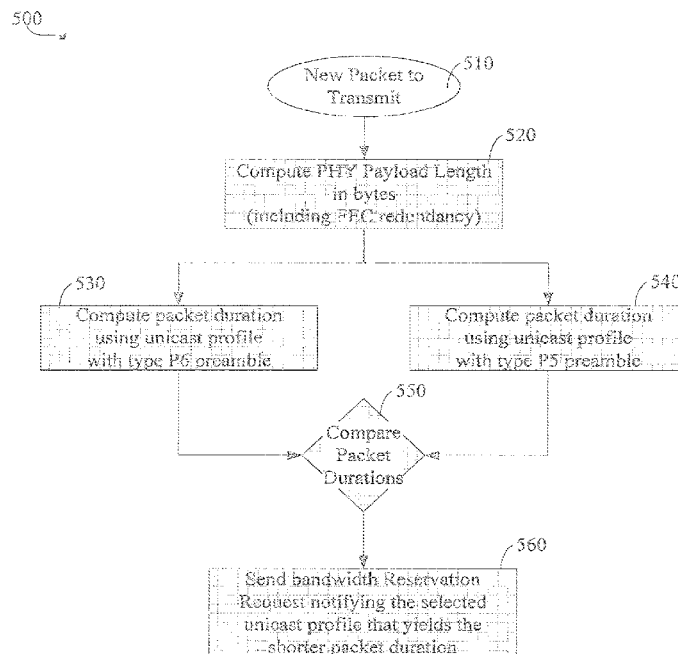 500
510
New Packet to
Transmit
520
Compute PHY Payload Length
in bytes
(including FEC redundancy)
530
Compute packet duration
using unicast profile
with type P6 preamble
540
Compute packet duration
using unicast profile
with type P5 preamble
550
Compare
Packet
Durations
560
Send bandwidth Reservation
Request notifying the selected
unicast profile that yields the
shorter packet duration